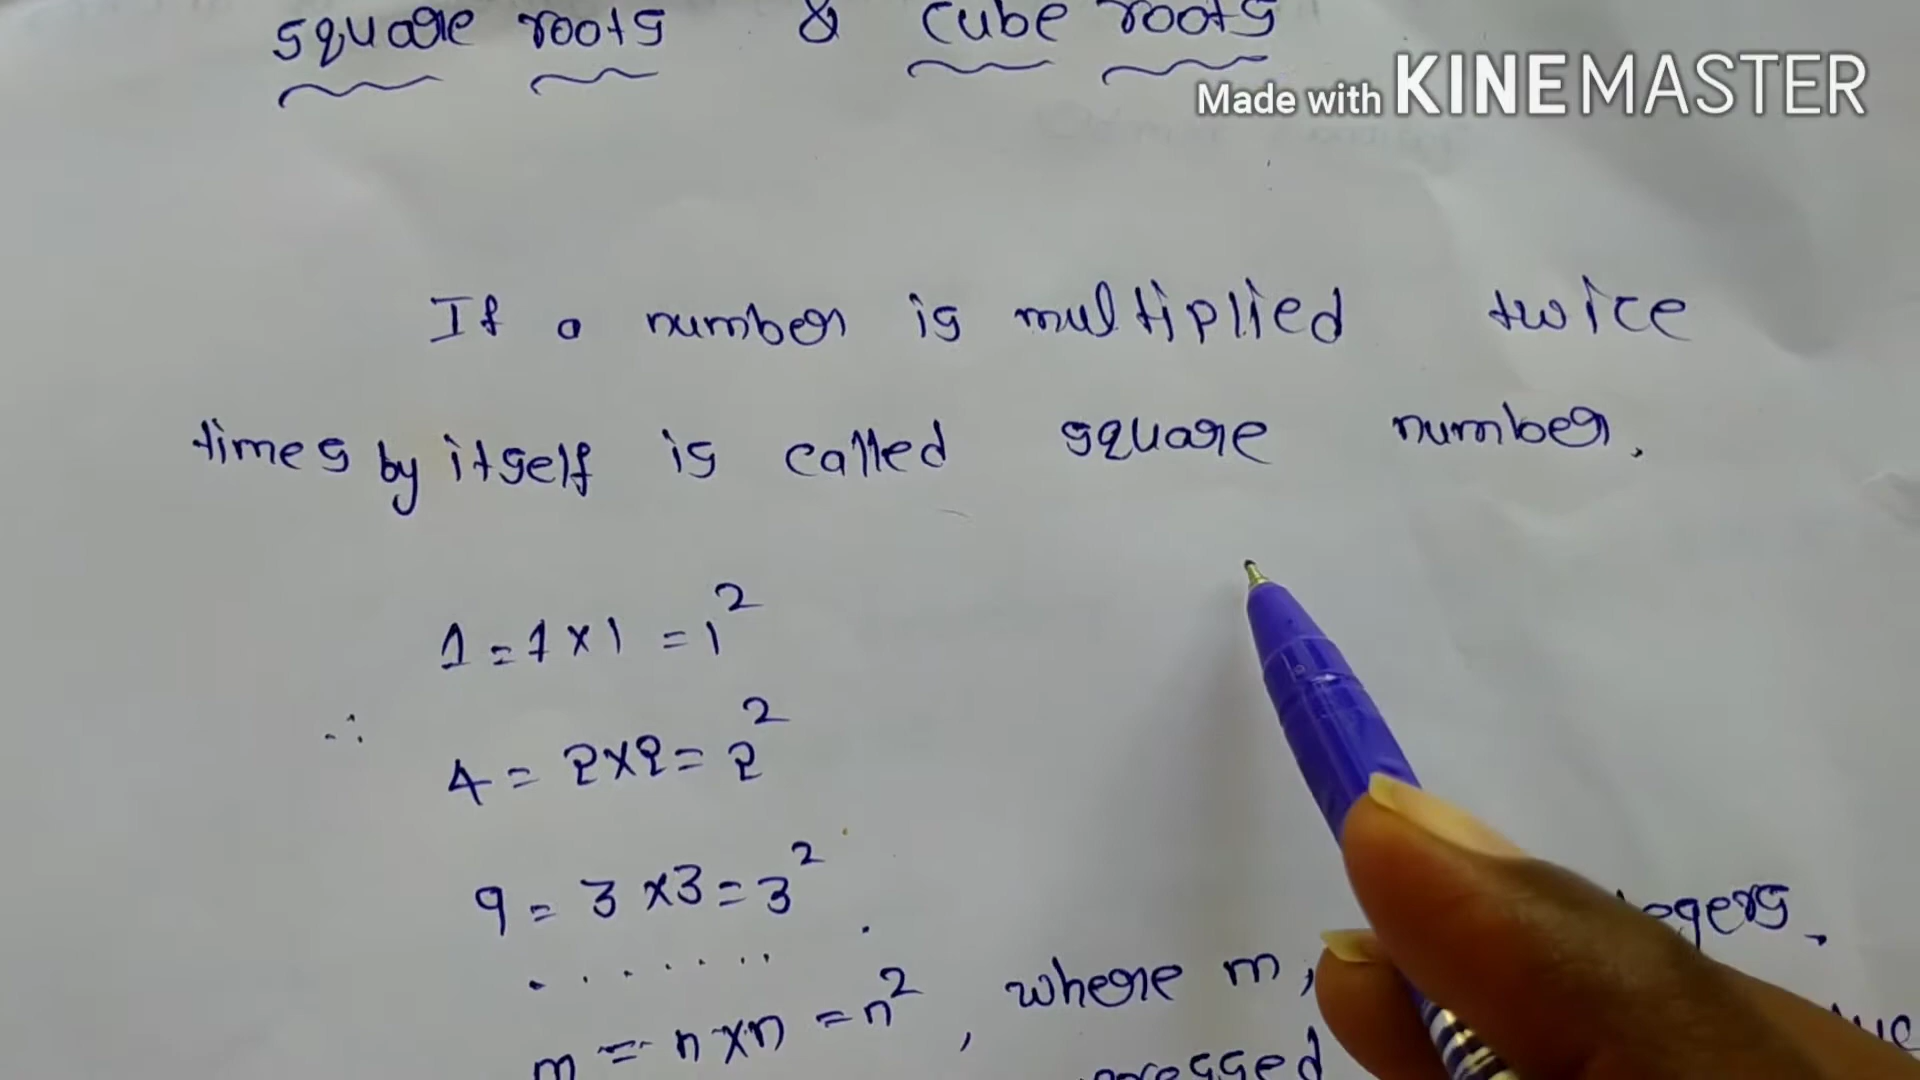 square roots & cube roots
Made with KINEMASTER
If a number is multiplied twice
times by itself is called square number.
1 = 1 × 1 = 1²
∴
4 = 2×2 = 2²
9 = 3 ×3 = 3²
. . . . . . .
m = n×n = n², where m,